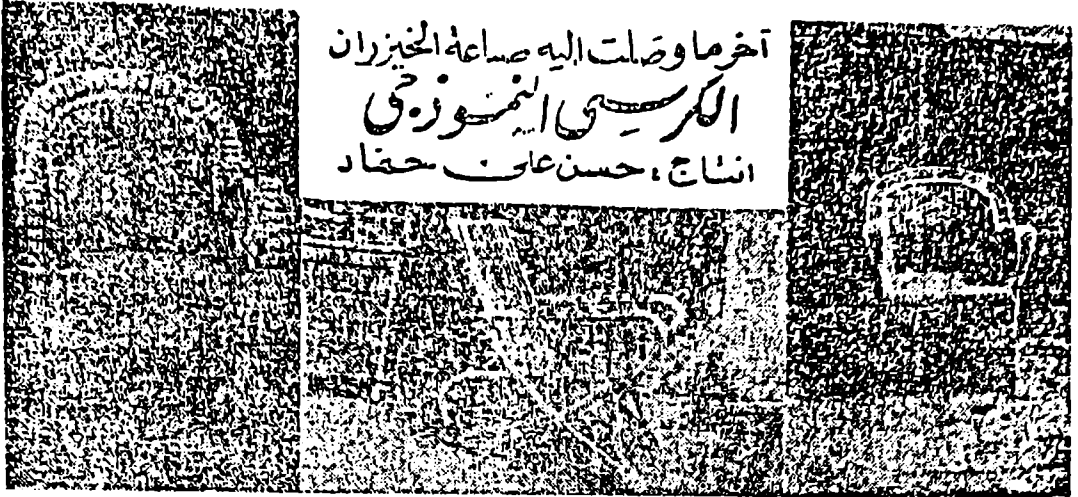 آخر ما وصلت اليه صناعة الخيزران
الكرسي النموذجي
انتاج : حسن علي حماد